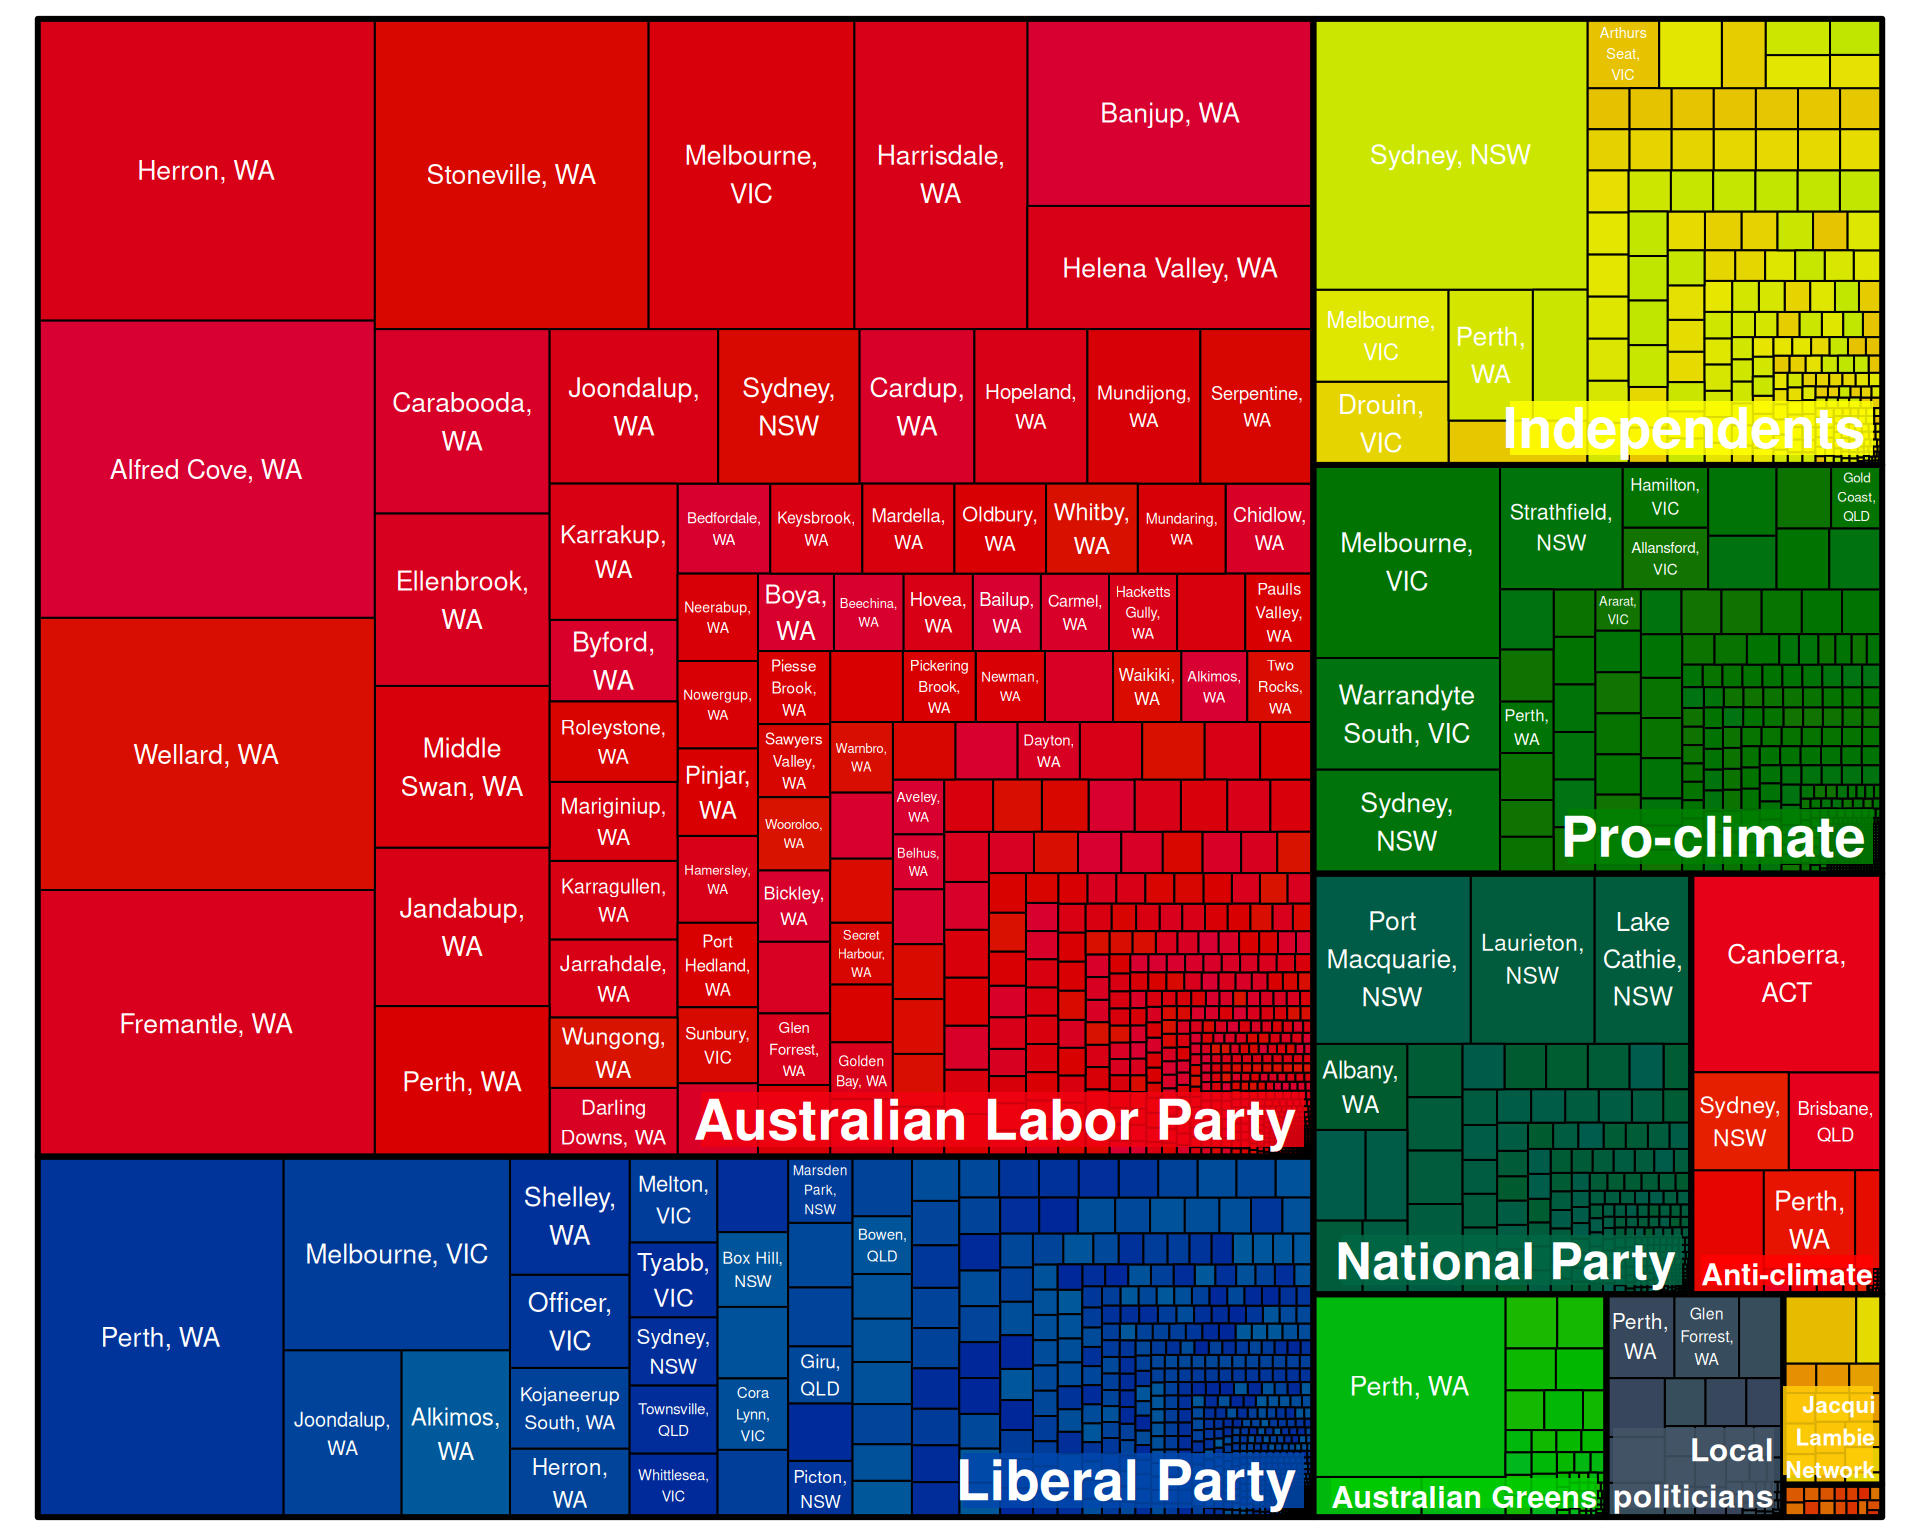 Herron, WA
Stoneville, WA
Melbourne,
VIC
Harrisdale,
WA
Banjup, WA
Helena Valley, WA
Alfred Cove, WA
Wellard, WA
Fremantle, WA
Carabooda,
WA
Joondalup,
WA
Sydney,
NSW
Cardup,
WA
Hopeland,
WA
Mundijong,
WA
Serpentine,
WA
Ellenbrook,
WA
Middle
Swan, WA
Jandabup,
WA
Perth, WA
Karrakup,
WA
Byford,
WA
Roleystone,
WA
Mariginiup,
WA
Karragullen,
WA
Jarrahdale,
WA
Wungong,
WA
Darling
Downs, WA
Bedfordale,
WA
Keysbrook,
WA
Mardella,
WA
Oldbury,
WA
Whitby,
WA
Mundaring,
WA
Chidlow,
WA
Neerabup,
WA
Nowergup,
WA
Pinjar,
WA
Hamersley,
WA
Port
Hedland,
WA
Sunbury,
VIC
Boya,
WA
Beechina,
WA
Hovea,
WA
Bailup,
WA
Carmel,
WA
Hacketts
Gully,
WA
Paulls
Valley,
WA
Piesse
Brook,
WA
Pickering
Brook,
WA
Newman,
WA
Waikiki,
WA
Alkimos,
WA
Two
Rocks,
WA
Sawyers
Valley,
WA
Wooroloo,
WA
Bickley,
WA
Glen
Forrest,
WA
Warnbro,
WA
Secret
Harbour,
WA
Golden
Bay, WA
Dayton,
WA
Aveley,
WA
Belhus,
WA
Australian Labor Party
Perth, WA
Melbourne, VIC
Joondalup,
WA
Alkimos,
WA
Shelley,
WA
Officer,
VIC
Kojaneerup
South, WA
Herron,
WA
Melton,
VIC
Tyabb,
VIC
Sydney,
NSW
Townsville,
QLD
Whittlesea,
VIC
Box Hill,
NSW
Cora
Lynn,
VIC
Marsden
Park,
NSW
Giru,
QLD
Picton,
NSW
Bowen,
QLD
Liberal Party
Sydney, NSW
Arthurs
Seat,
VIC
Melbourne,
VIC
Drouin,
VIC
Perth,
WA
Independents
Melbourne,
VIC
Warrandyte
South, VIC
Sydney,
NSW
Strathfield,
NSW
Hamilton,
VIC
Allansford,
VIC
Gold
Coast,
QLD
Ararat,
VIC
Perth,
WA
Pro-climate
Port
Macquarie,
NSW
Laurieton,
NSW
Lake
Cathie,
NSW
Albany,
WA
National Party
Canberra,
ACT
Sydney,
NSW
Brisbane,
QLD
Perth,
WA
Anti-climate
Perth, WA
Australian Greens
Perth,
WA
Glen
Forrest,
WA
Local
politicians
Jacqui
Lambie
Network